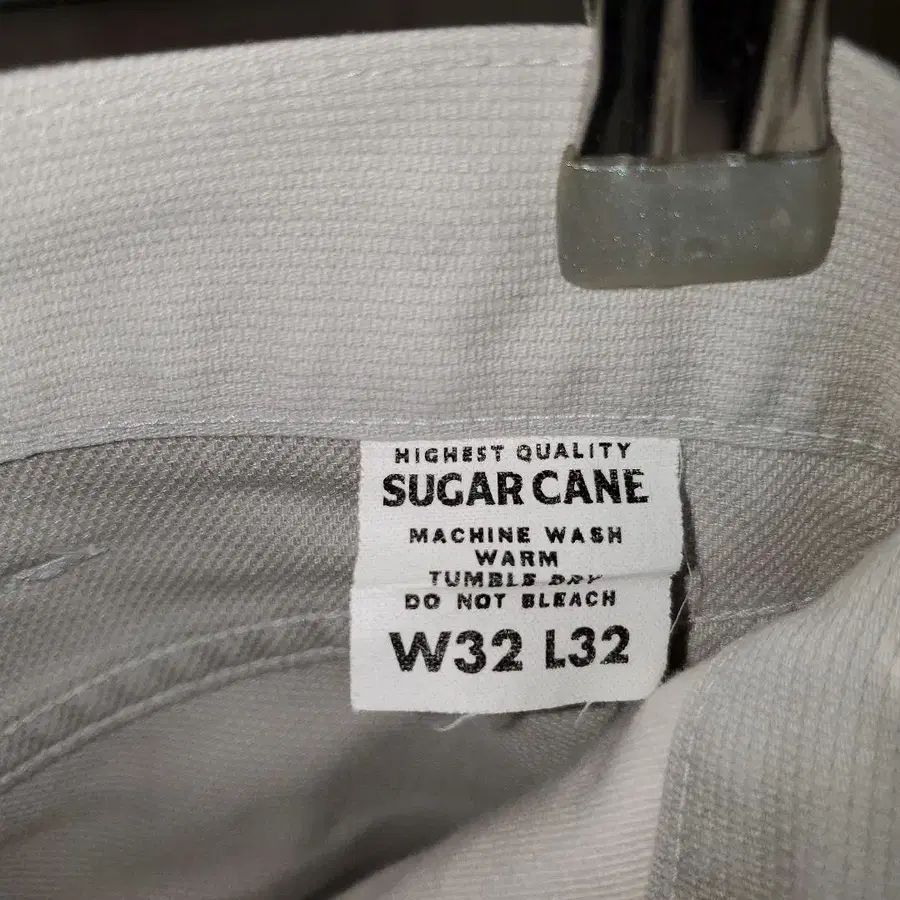 HIGHEST QUALITY
SUGAR CANE
MACHINE WASH
WARM
TUMBLE DRY
DO NOT BLEACH
W32 L32